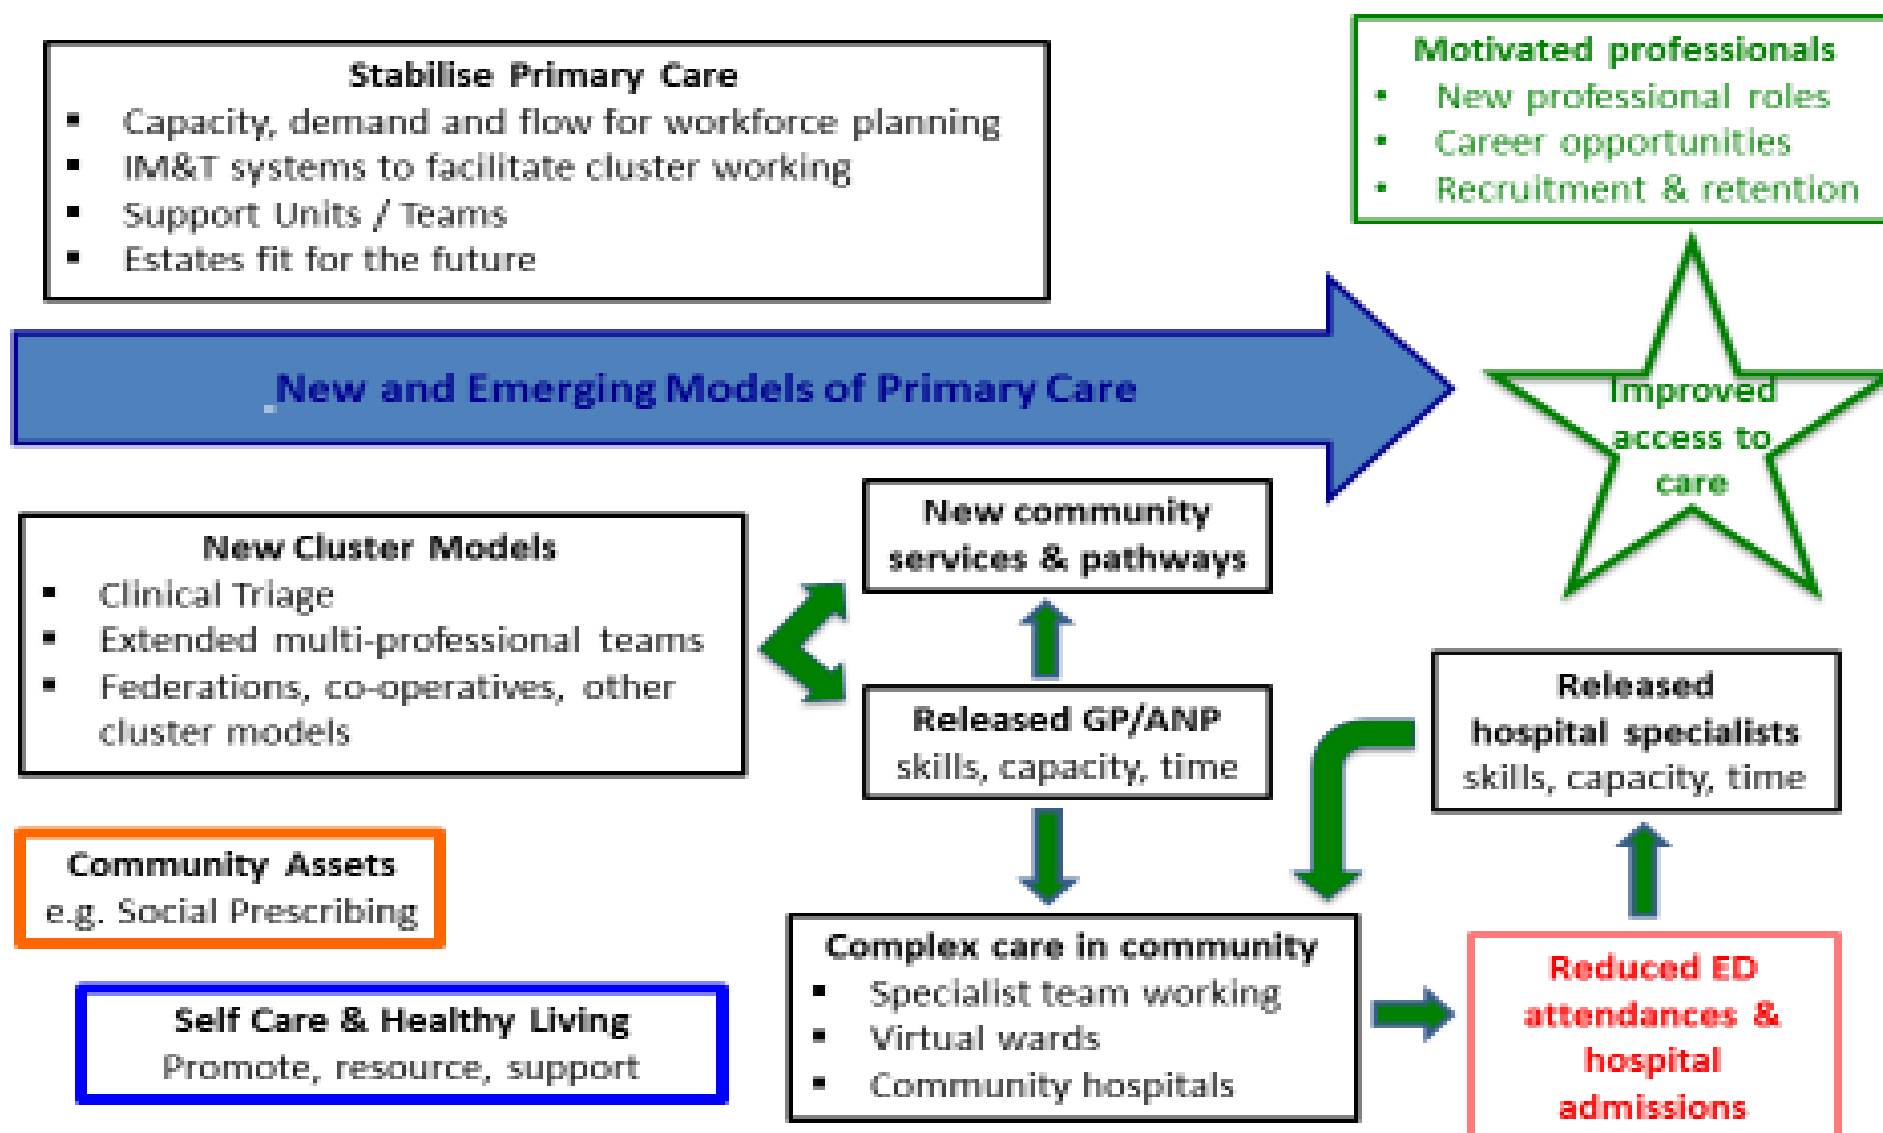 Stabilise Primary Care
▪ Capacity, demand and flow for workforce planning
▪ IM&T systems to facilitate cluster working
▪ Support Units / Teams
▪ Estates fit for the future
Motivated professionals
• New professional roles
• Career opportunities
• Recruitment & retention
New and Emerging Models of Primary Care
Improved
access to
care
New Cluster Models
▪ Clinical Triage
▪ Extended multi-professional teams
▪ Federations, co-operatives, other
cluster models
New community
services & pathways
Released GP/ANP
skills, capacity, time
Released
hospital specialists
skills, capacity, time
Community Assets
e.g. Social Prescribing
Self Care & Healthy Living
Promote, resource, support
Complex care in community
▪ Specialist team working
▪ Virtual wards
▪ Community hospitals
Reduced ED
attendances &
hospital
admissions